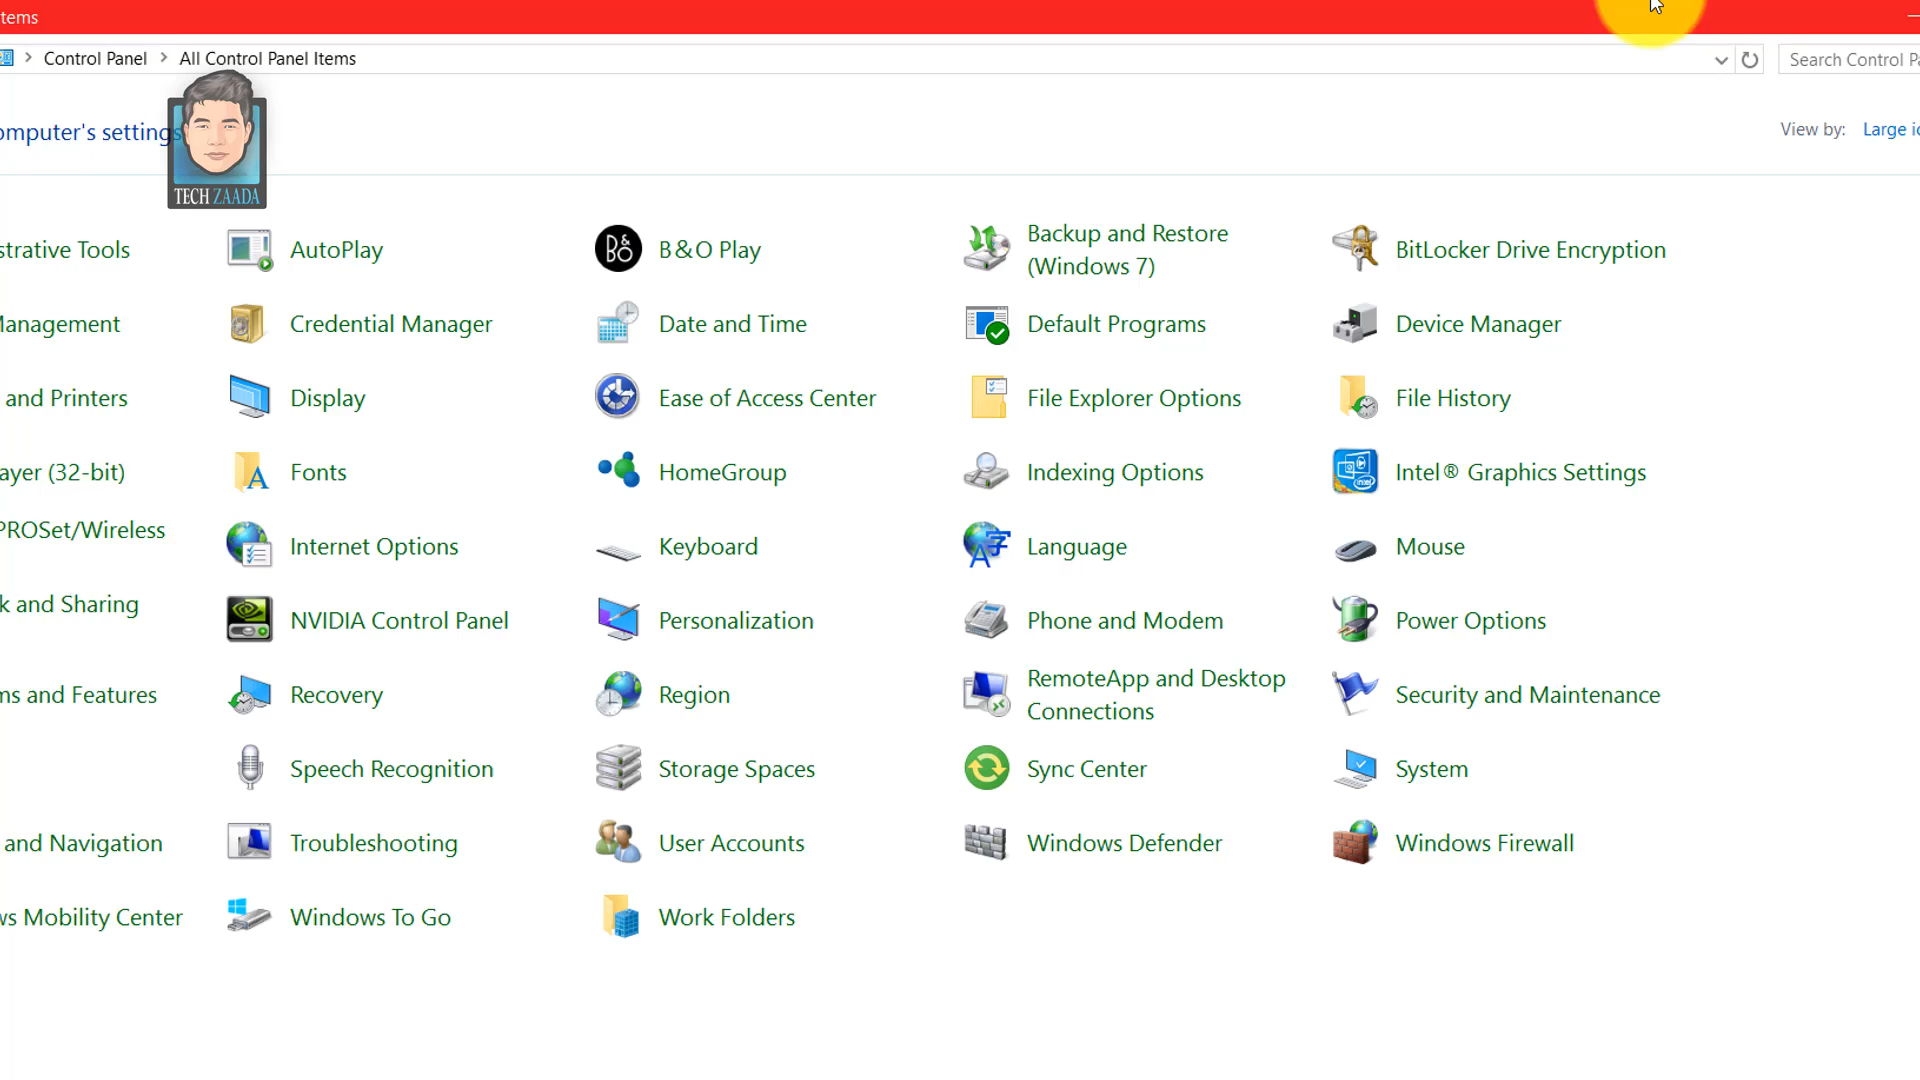 tems
Control Panel > All Control Panel Items
Search Control Pa
omputer's settings
View by: Large ic
TECH ZAADA
strative Tools
AutoPlay
B&O Play
Backup and Restore
(Windows 7)
BitLocker Drive Encryption
Management
Credential Manager
Date and Time
Default Programs
Device Manager
and Printers
Display
Ease of Access Center
File Explorer Options
File History
ayer (32-bit)
Fonts
HomeGroup
Indexing Options
Intel® Graphics Settings
PROSet/Wireless
Internet Options
Keyboard
Language
Mouse
k and Sharing
NVIDIA Control Panel
Personalization
Phone and Modem
Power Options
ms and Features
Recovery
Region
RemoteApp and Desktop
Connections
Security and Maintenance
Speech Recognition
Storage Spaces
Sync Center
System
and Navigation
Troubleshooting
User Accounts
Windows Defender
Windows Firewall
ws Mobility Center
Windows To Go
Work Folders